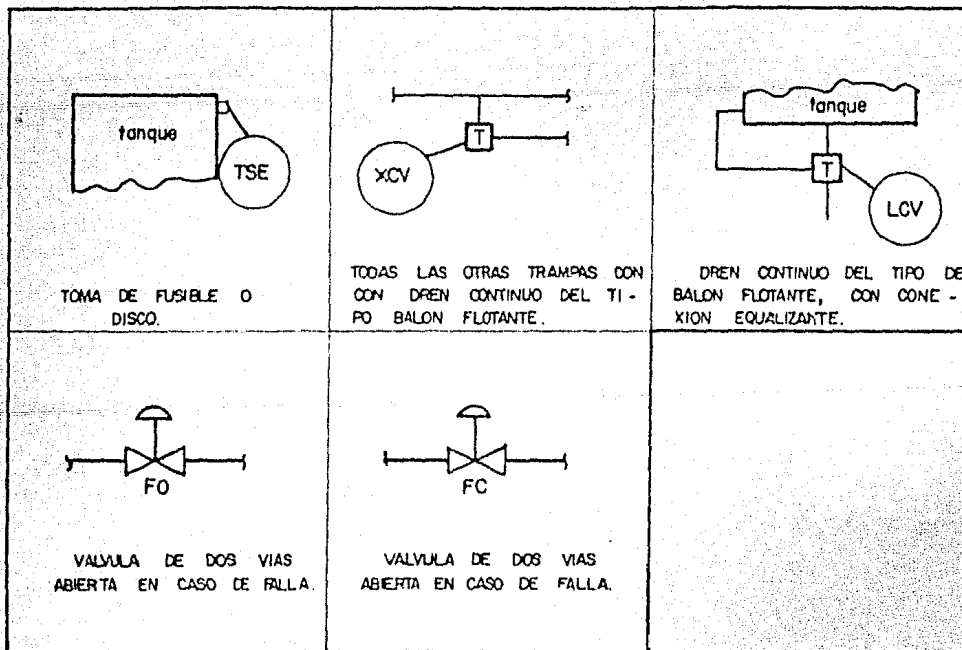 tanque
TSE
TOMA DE FUSIBLE O
DISCO.
T
XCV
TODAS LAS OTRAS TRAMPAS CON
CON DREN CONTINUO DEL TI-
PO BALON FLOTANTE.
tanque
T
LCV
DREN CONTINUO DEL TIPO DE
BALON FLOTANTE, CON CONE-
XION EQUALIZANTE.
FO
VALVULA DE DOS VIAS
ABIERTA EN CASO DE FALLA.
FC
VALVULA DE DOS VIAS
ABIERTA EN CASO DE FALLA.